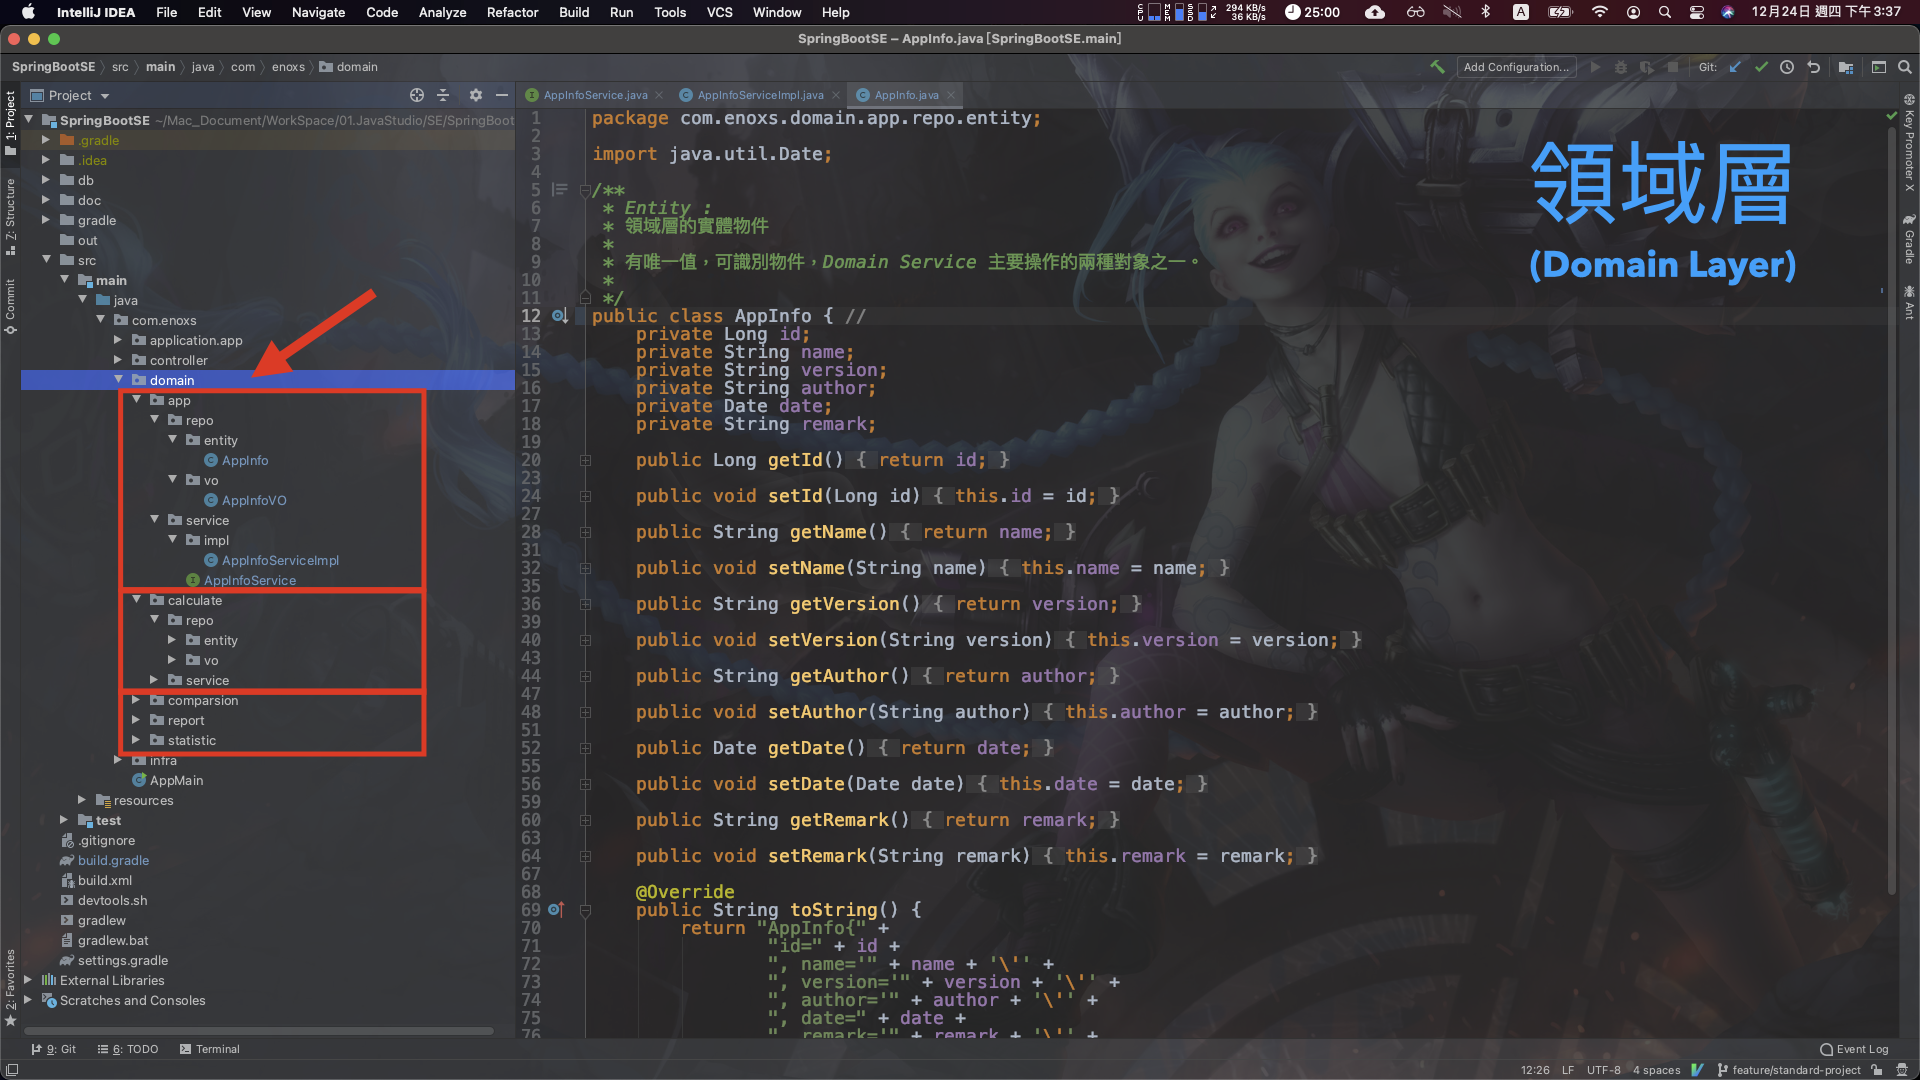 IntelliJ IDEA File Edit View Navigate Code Analyze Refactor Build Run Tools VCS Window Help
294 KB/s
36 KB/s
25:00
A
12月24日 週四 下午 3:37
SpringBootSE – AppInfo.java [SpringBootSE.main]
SpringBootSE src main java com enoxs domain
Add Configuration...
Git:
Project
AppInfoService.java
AppInfoServiceImpl.java
AppInfo.java
1: Project
Z: Structure
Commit
2: Favorites
SpringBootSE ~/Mac_Document/WorkSpace/01.JavaStudio/SE/SpringBoot
.gradle
.idea
db
doc
gradle
out
src
main
java
com.enoxs
application.app
controller
domain
app
repo
entity
AppInfo
vo
AppInfoVO
service
impl
AppInfoServiceImpl
AppInfoService
calculate
repo
entity
vo
service
comparsion
report
statistic
infra
AppMain
resources
test
.gitignore
build.gradle
build.xml
devtools.sh
gradlew
gradlew.bat
settings.gradle
External Libraries
Scratches and Consoles
1 package com.enoxs.domain.app.repo.entity;
2
3 import java.util.Date;
4
5 /**
6 * Entity :
7 * 領域層的實體物件
8 *
9 * 有唯一值，可識別物件，Domain Service 主要操作的兩種對象之一。
10 *
11 */
12 public class AppInfo { //
13 private Long id;
14 private String name;
15 private String version;
16 private String author;
17 private Date date;
18 private String remark;
19
20 public Long getId() { return id; }
23
24 public void setId(Long id) { this.id = id; }
27
28 public String getName() { return name; }
31
32 public void setName(String name) { this.name = name; }
35
36 public String getVersion() { return version; }
39
40 public void setVersion(String version) { this.version = version; }
43
44 public String getAuthor() { return author; }
47
48 public void setAuthor(String author) { this.author = author; }
51
52 public Date getDate() { return date; }
55
56 public void setDate(Date date) { this.date = date; }
59
60 public String getRemark() { return remark; }
63
64 public void setRemark(String remark) { this.remark = remark; }
67
68 @Override
69 public String toString() {
70 return "AppInfo{" +
71 "id=" + id +
72 ", name='" + name + '\'' +
73 ", version='" + version + '\'' +
74 ", author='" + author + '\'' +
75 ", date=" + date +
76 ", remark='" + remark + '\'' +
領域層
(Domain Layer)
Key Promoter X
Gradle
Ant
9: Git 6: TODO Terminal
Event Log
12:26 LF UTF-8 4 spaces feature/standard-project